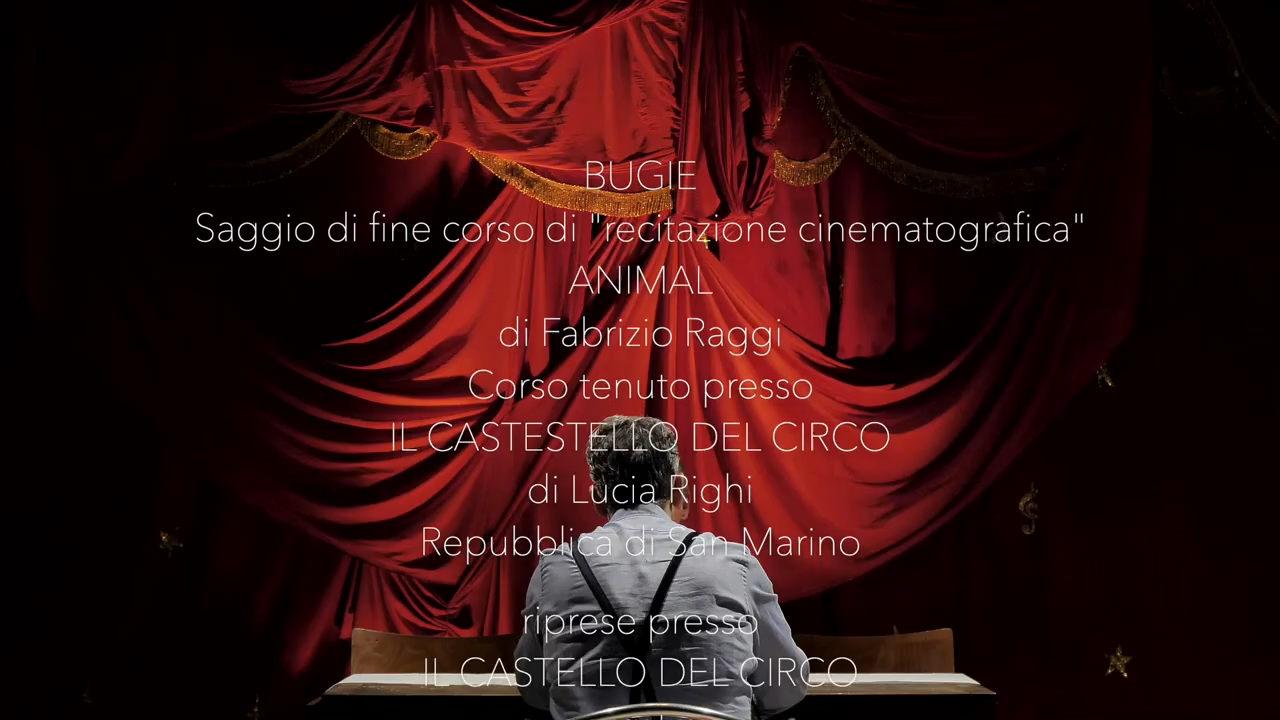 BUGIE
Saggio di fine corso di "recitazione cinematografica"
ANIMAL
di Fabrizio Raggi
Corso tenuto presso
IL CASTESTELLO DEL CIRCO
di Lucia Righi
Repubblica di San Marino
riprese presso
IL CASTELLO DEL CIRCO